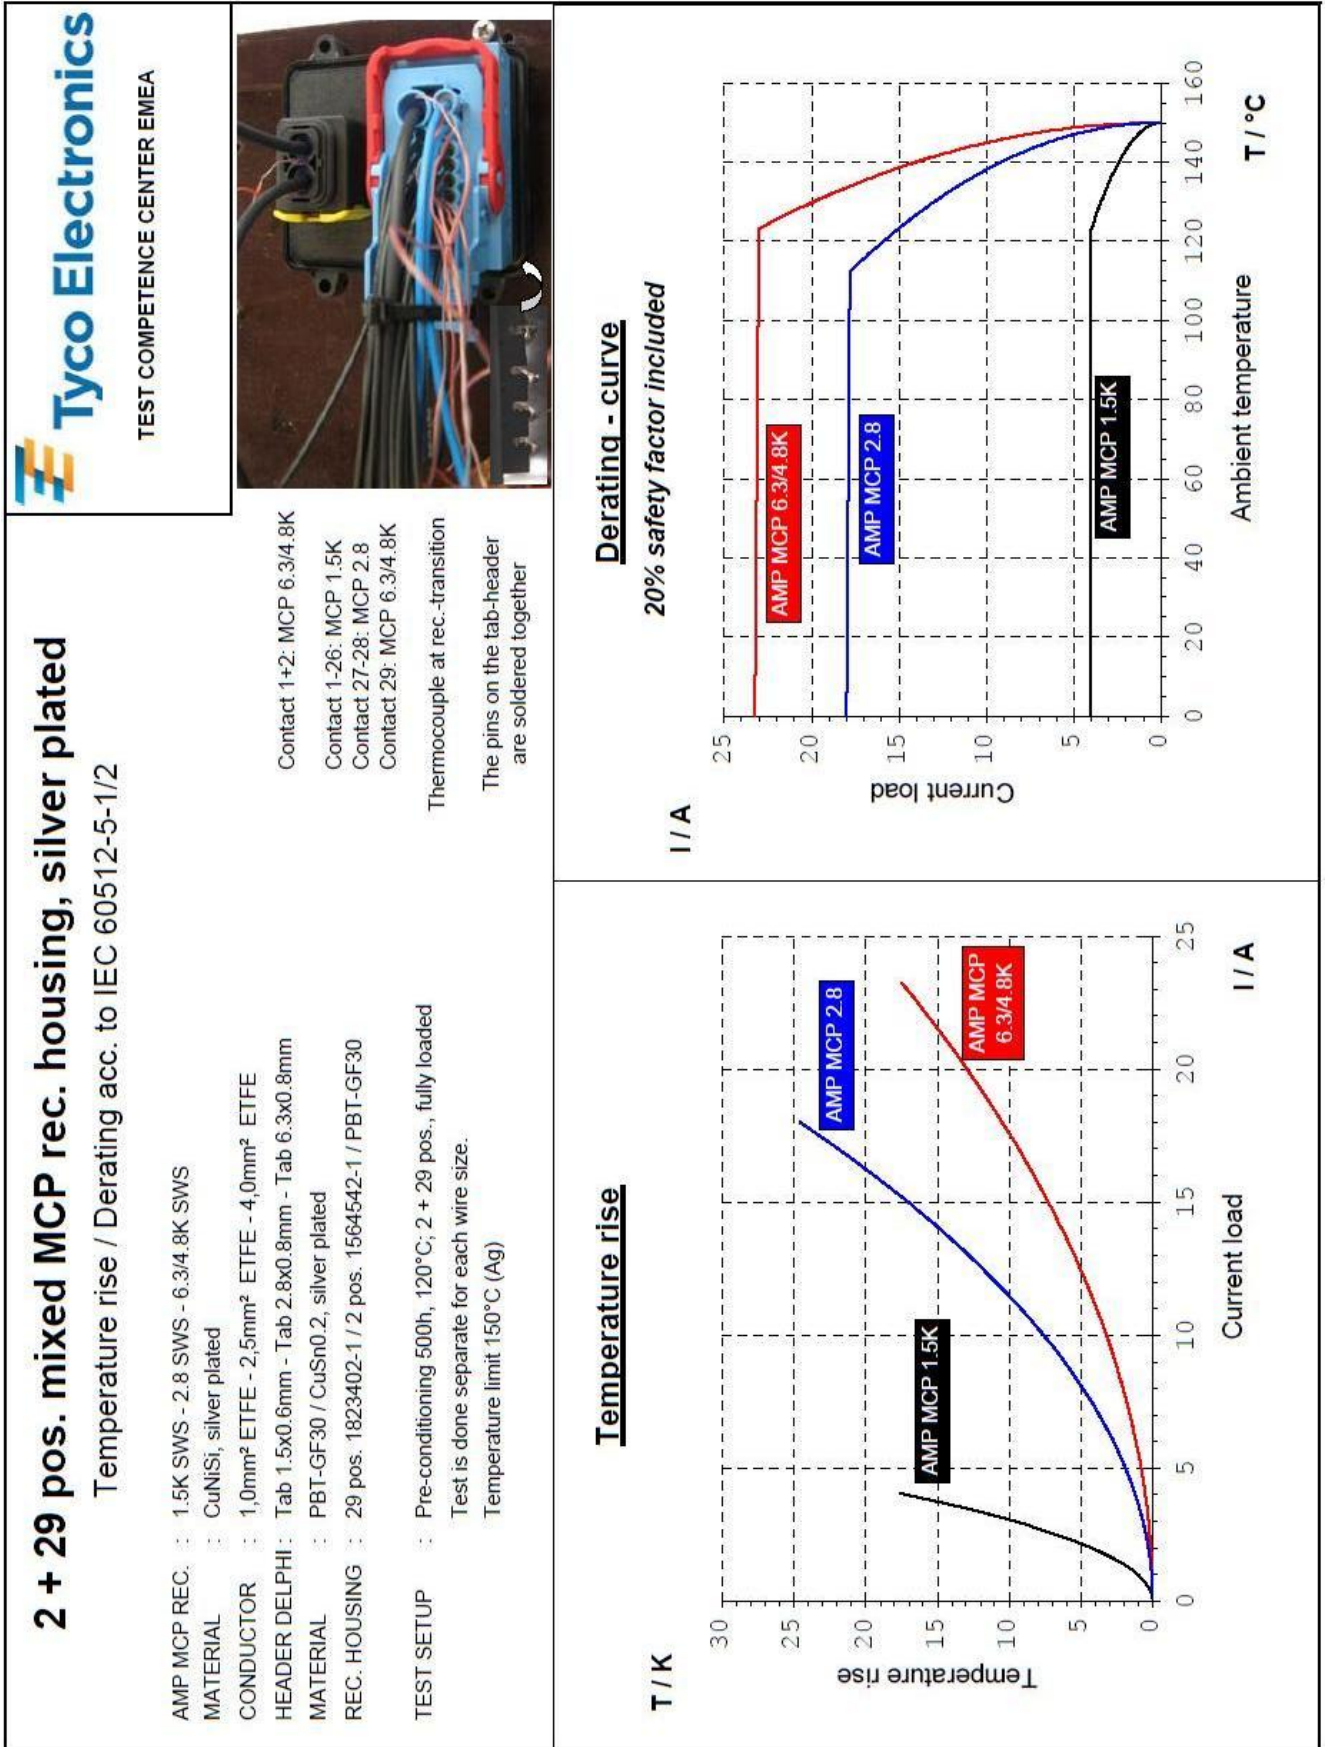 2 + 29 pos. mixed MCP rec. housing, silver plated
Temperature rise / Derating acc. to IEC 60512-5-1/2
Tyco Electronics
TEST COMPETENCE CENTER EMEA
AMP MCP REC. : 1.5K SWS - 2.8 SWS - 6.3/4.8K SWS
MATERIAL : CuNiSi, silver plated
CONDUCTOR : 1,0mm² ETFE - 2,5mm² ETFE - 4,0mm² ETFE
HEADER DELPHI : Tab 1.5x0.6mm - Tab 2.8x0.8mm - Tab 6.3x0.8mm
MATERIAL : PBT-GF30 / CuSn0.2, silver plated
REC. HOUSING : 29 pos. 1823402-1 / 2 pos. 1564542-1 / PBT-GF30
TEST SETUP : Pre-conditioning 500h, 120°C; 2 + 29 pos., fully loaded
Test is done separate for each wire size.
Temperature limit 150°C (Ag)
Contact 1+2: MCP 6.3/4.8K
Contact 1-26: MCP 1.5K
Contact 27-28: MCP 2.8
Contact 29: MCP 6.3/4.8K
Thermocouple at rec.-transition
The pins on the tab-header
are soldered together
Temperature rise
T / K
30
25
20
15
10
5
0
Temperature rise
AMP MCP 1.5K
AMP MCP 2.8
AMP MCP
6.3/4.8K
0 5 10 15 20 25
Current load
I / A
Derating - curve
20% safety factor included
I / A
25
20
15
10
5
0
Current load
AMP MCP 6.3/4.8K
AMP MCP 2.8
AMP MCP 1.5K
0 20 40 60 80 100 120 140 160
Ambient temperature
T / °C